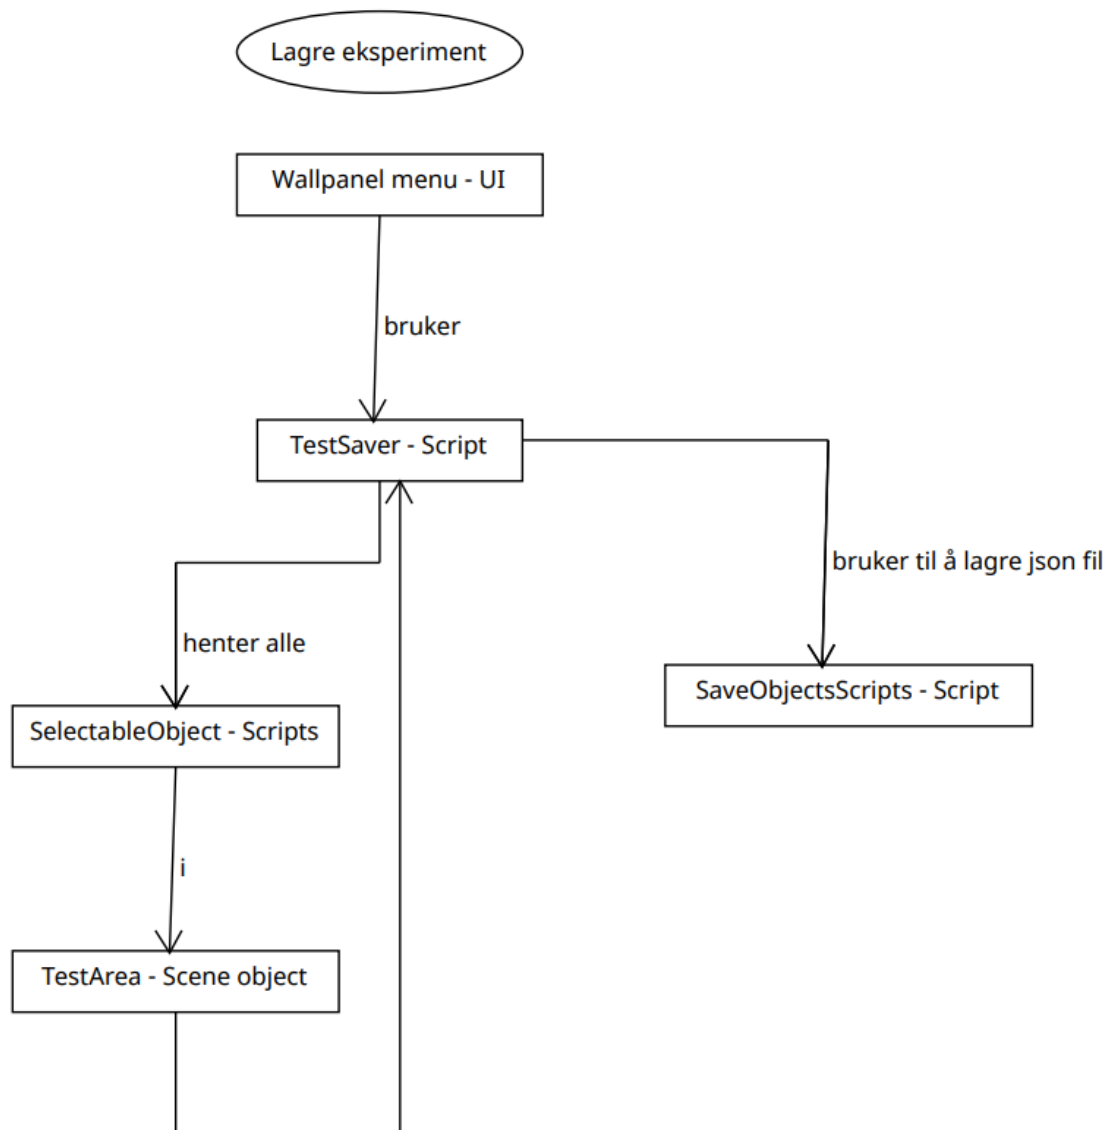 Lagre eksperiment
Wallpanel menu - UI
bruker
TestSaver - Script
bruker til å lagre json fil
henter alle
SaveObjectsScripts - Script
SelectableObject - Scripts
i
TestArea - Scene object